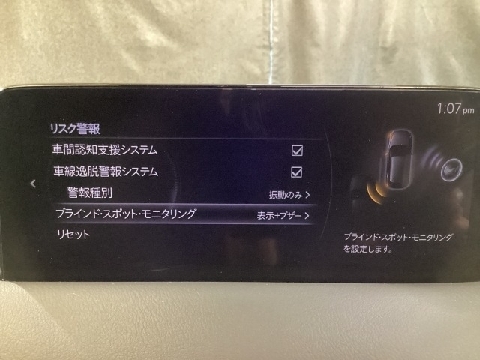 1.07pm
リスク警報
車間認知支援システム
車線逸脱警報システム
警報種別 振動のみ
ブラインド・スポット・モニタリング 表示+ブザー
リセット
ブラインド・スポット・モニタリング
を設定します。